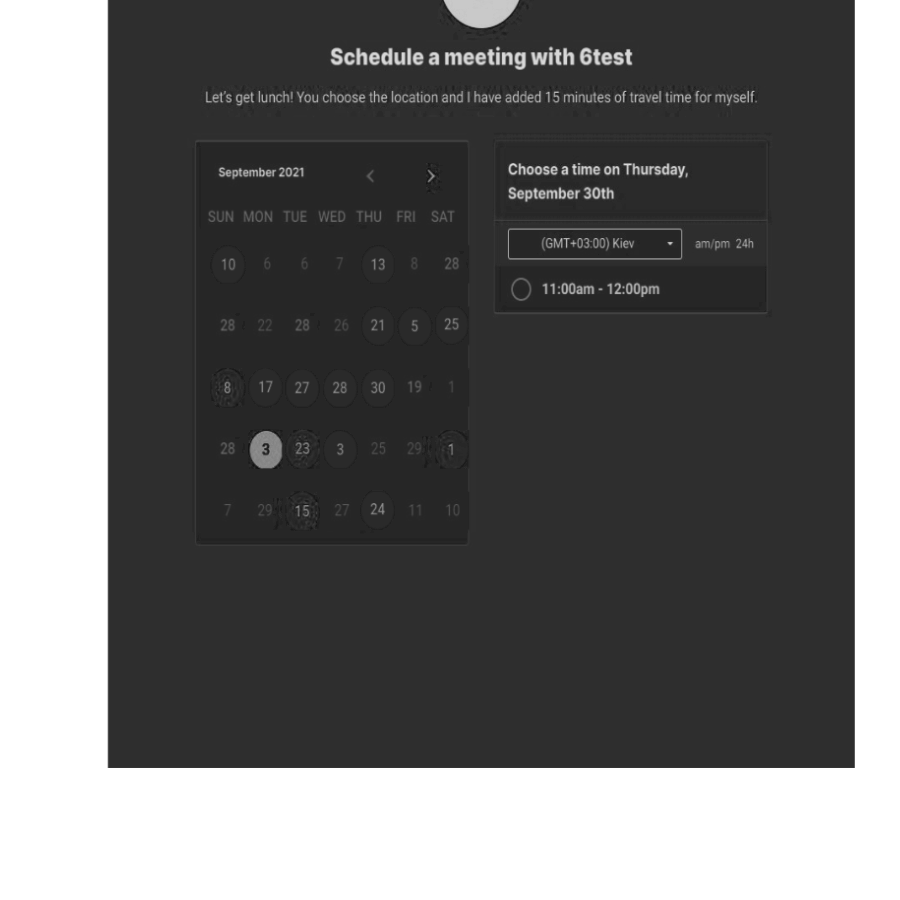 Schedule a meeting with 6test
Let's get lunch! You choose the location and I have added 15 minutes of travel time for myself.
September 2021
SUN MON TUE WED THU FRI SAT
10 6 6 7 13 8 28
28 22 28 26 21 5 25
8 17 27 28 30 19 1
28 3 23 3 25 29 1
7 29 15 27 24 11 10
Choose a time on Thursday,
September 30th
(GMT+03:00) Kiev am/pm 24h
11:00am - 12:00pm